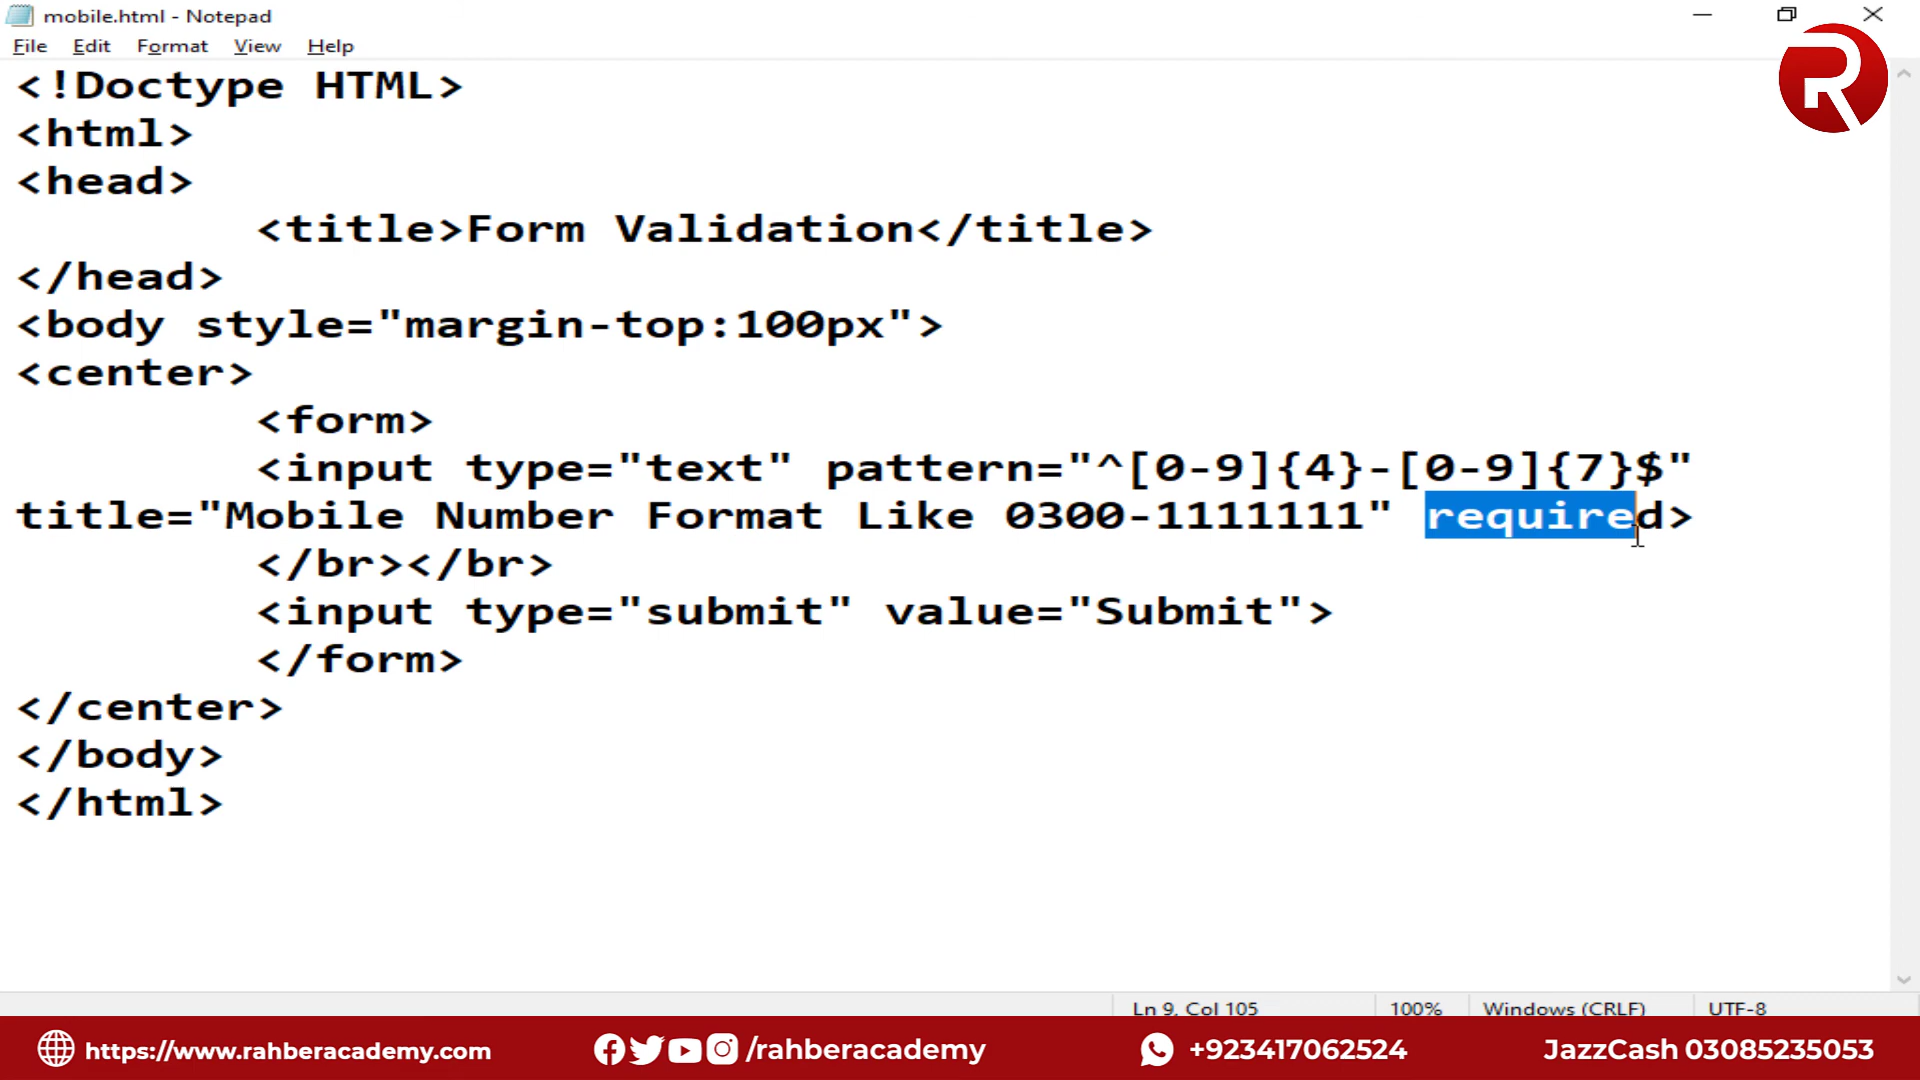 mobile.html - Notepad
File Edit Format View Help
<!Doctype HTML>
<html>
<head>
<title>Form Validation</title>
</head>
<body style="margin-top:100px">
<center>
<form>
<input type="text" pattern="^[0-9]{4}-[0-9]{7}$"
title="Mobile Number Format Like 0300-1111111" required>
</br></br>
<input type="submit" value="Submit">
</form>
</center>
</body>
</html>
Ln 9, Col 105 100% Windows (CRLF) UTF-8
https://www.rahberacademy.com /rahberacademy +923417062524 JazzCash 03085235053
R